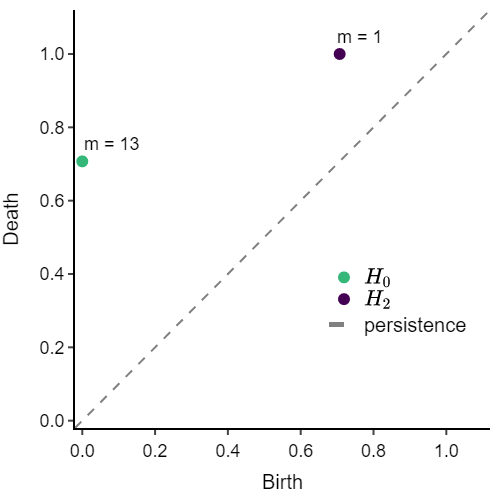 m = 1
1.0
0.8
m = 13
0.6
0.4
0.2
0.0
Death
H₀
H₂
persistence
0.0 0.2 0.4 0.6 0.8 1.0
Birth